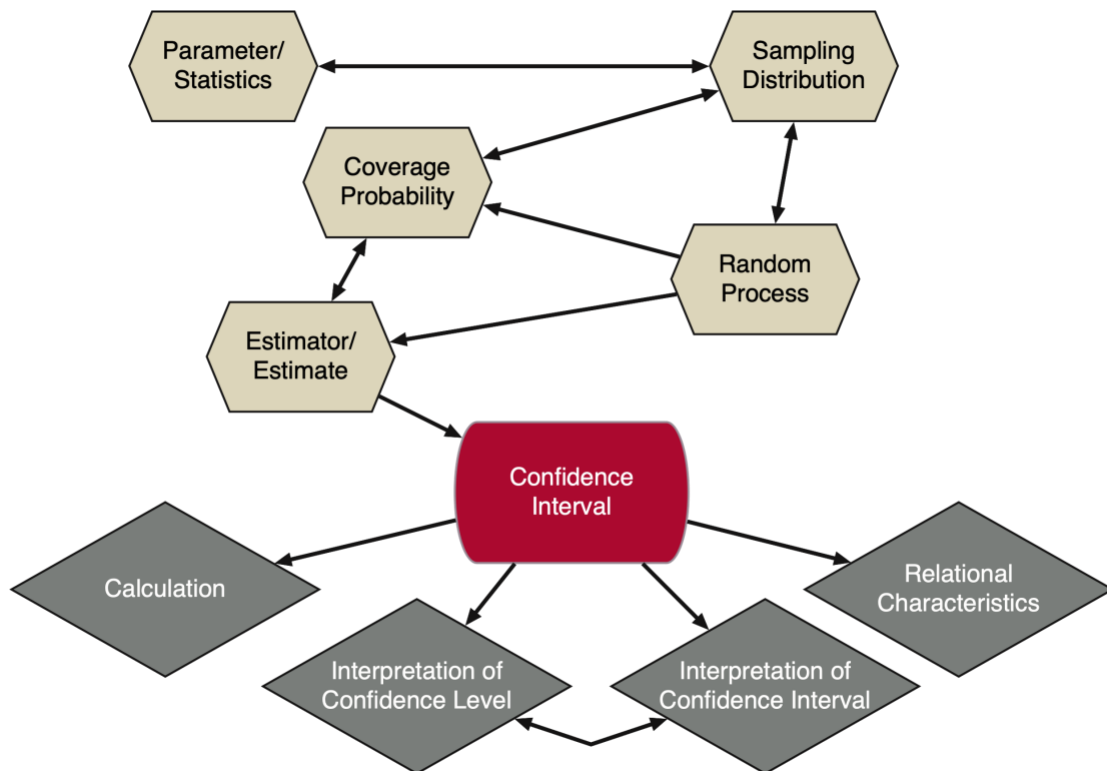 Parameter/
Statistics
Sampling
Distribution
Coverage
Probability
Random
Process
Estimator/
Estimate
Confidence
Interval
Calculation
Relational
Characteristics
Interpretation of
Confidence Level
Interpretation of
Confidence Interval